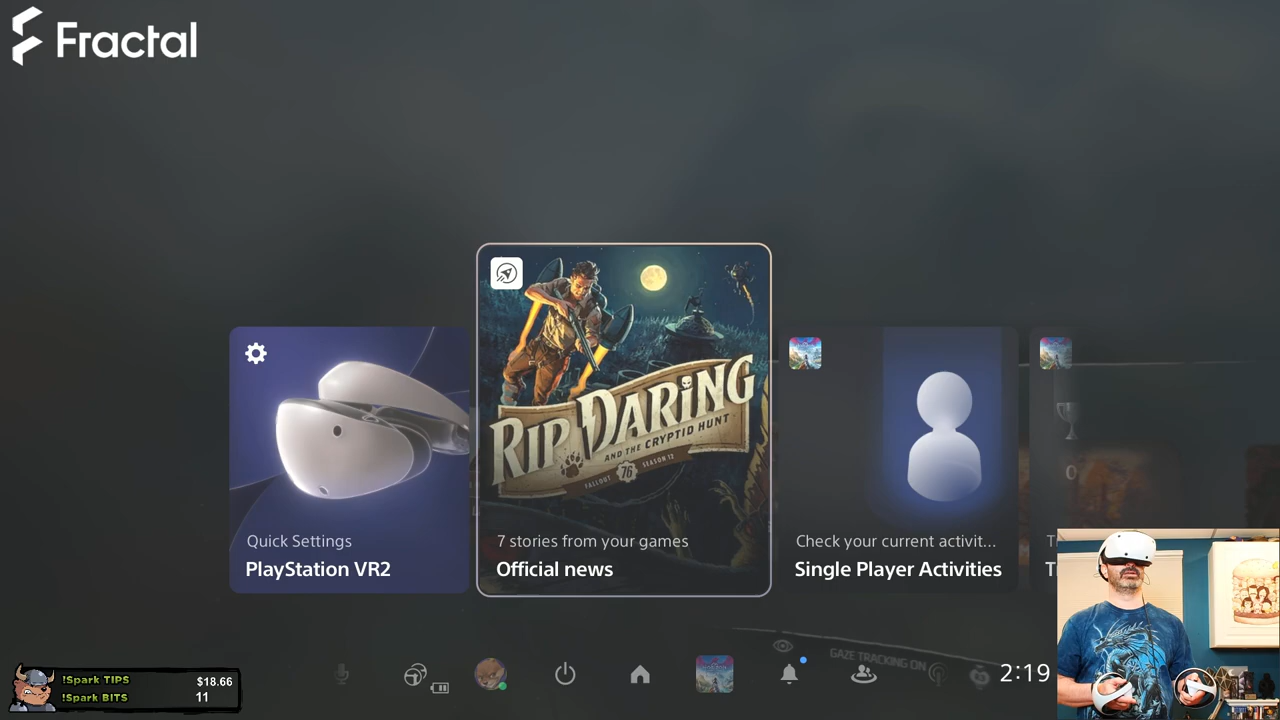 Fractal
RIP DARING
AND THE CRYPTID HUNT
FALLOUT 76 SEASON 12
Quick Settings
PlayStation VR2
7 stories from your games
Official news
Check your current activit...
Single Player Activities
0
T
T
GAZE TRACKING ON
2:19
!Spark TIPS $18.66
!Spark BITS 11